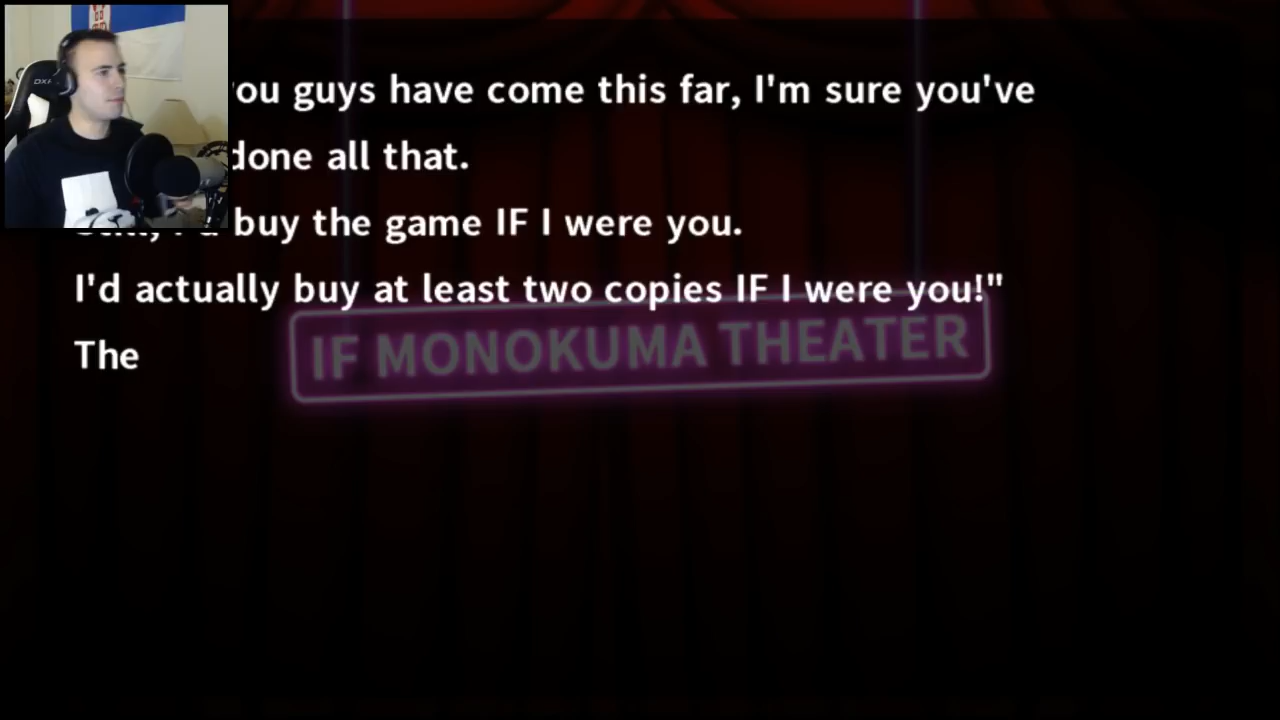 you guys have come this far, I'm sure you've
done all that.
buy the game IF I were you.
I'd actually buy at least two copies IF I were you!"
The
IF MONOKUMA THEATER